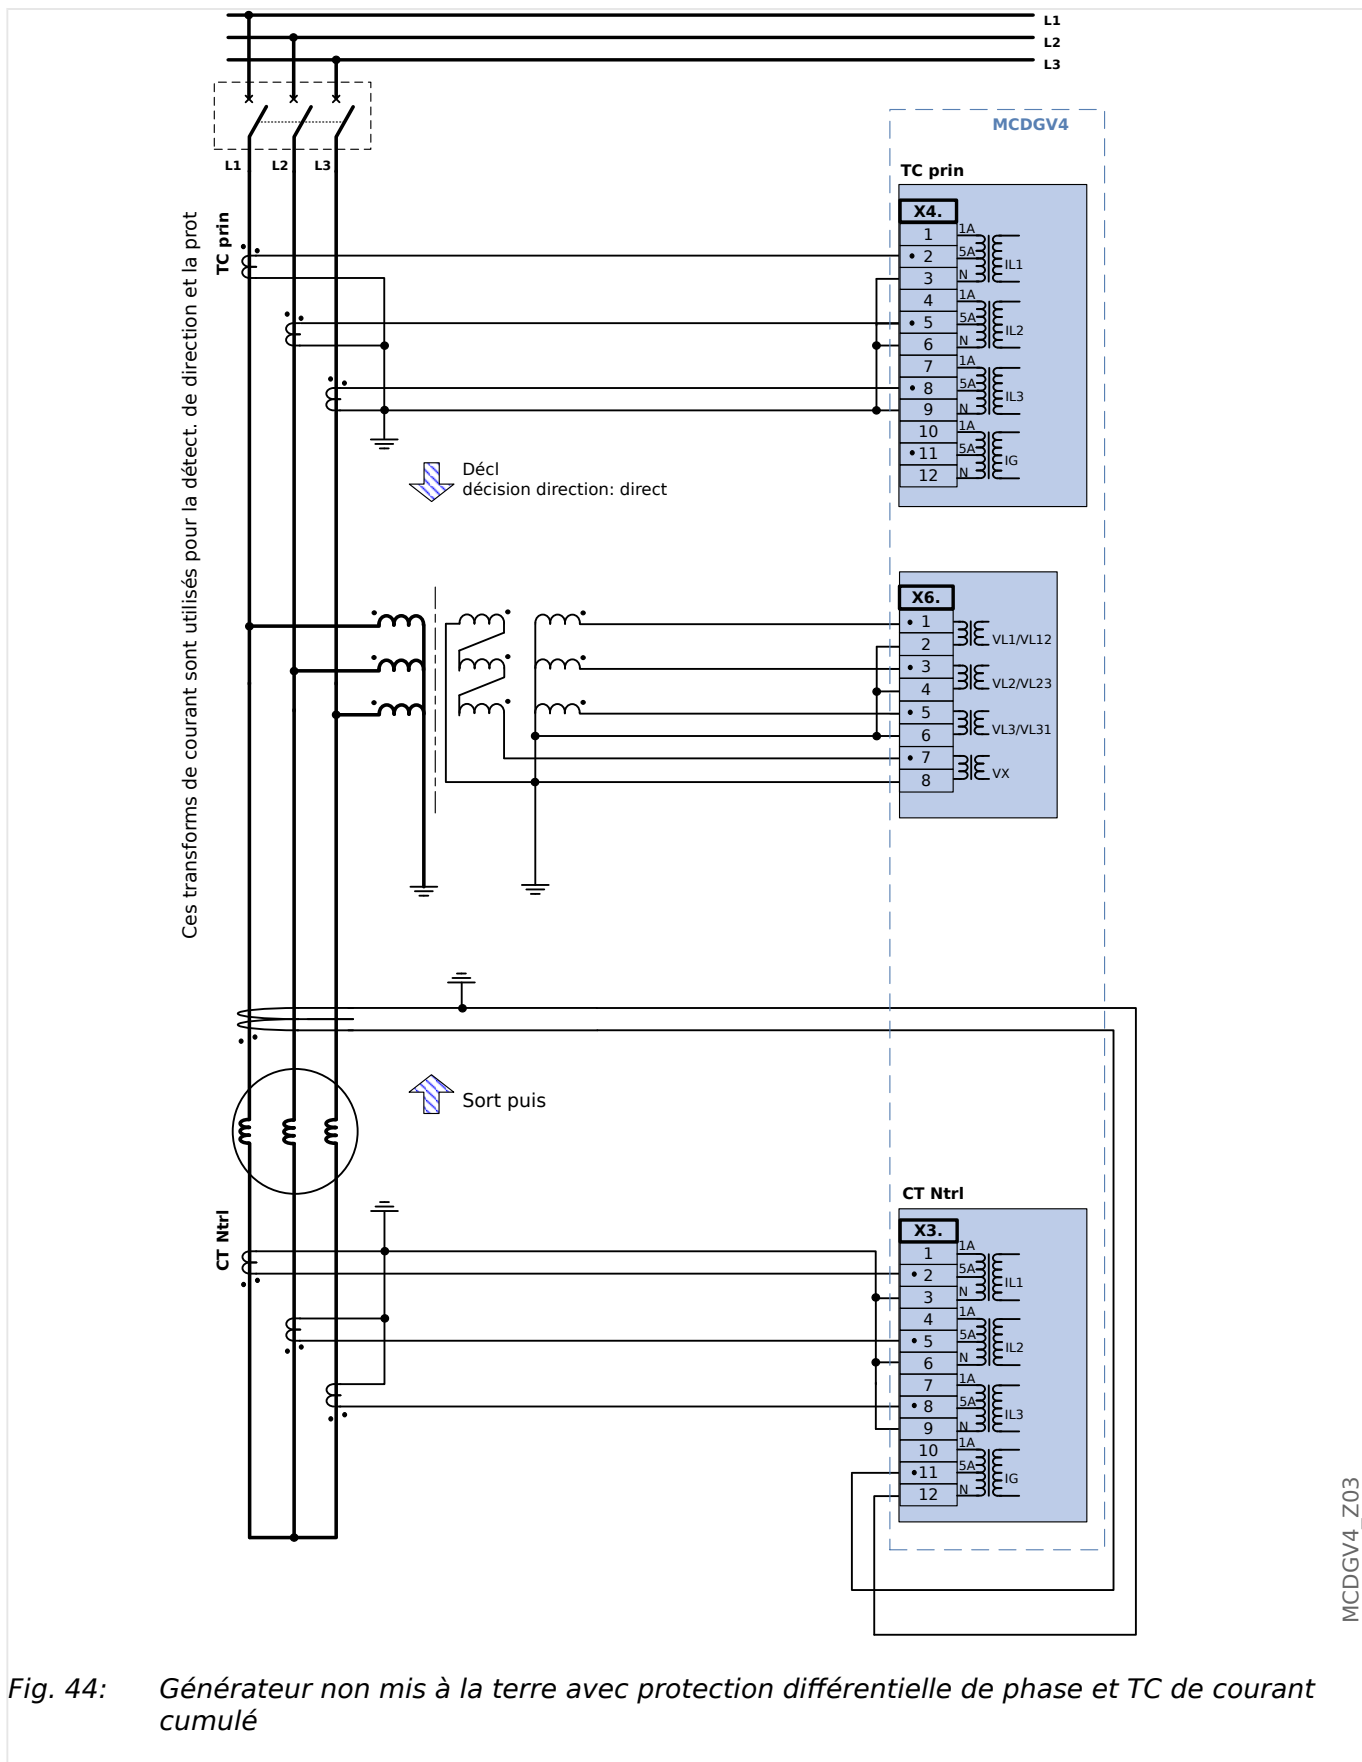 L1
L2
L3
L1 L2 L3
MCDGV4
TC prin
TC prin
Ces transforms de courant sont utilisés pour la détect. de direction et la prot
X4.
1 1A
• 2 5A IL1
3 N
4 1A
• 5 5A IL2
6 N
7 1A
• 8 5A IL3
9 N
10 1A
•11 5A IG
12 N
Décl
décision direction: direct
X6.
• 1
2 VL1/VL12
• 3
4 VL2/VL23
• 5
6 VL3/VL31
• 7
8 VX
Sort puis
CT Ntrl
CT Ntrl
X3.
1 1A
• 2 5A IL1
3 N
4 1A
• 5 5A IL2
6 N
7 1A
• 8 5A IL3
9 N
10 1A
•11 5A IG
12 N
MCDGV4_Z03
Fig. 44: Générateur non mis à la terre avec protection différentielle de phase et TC de courant
cumulé